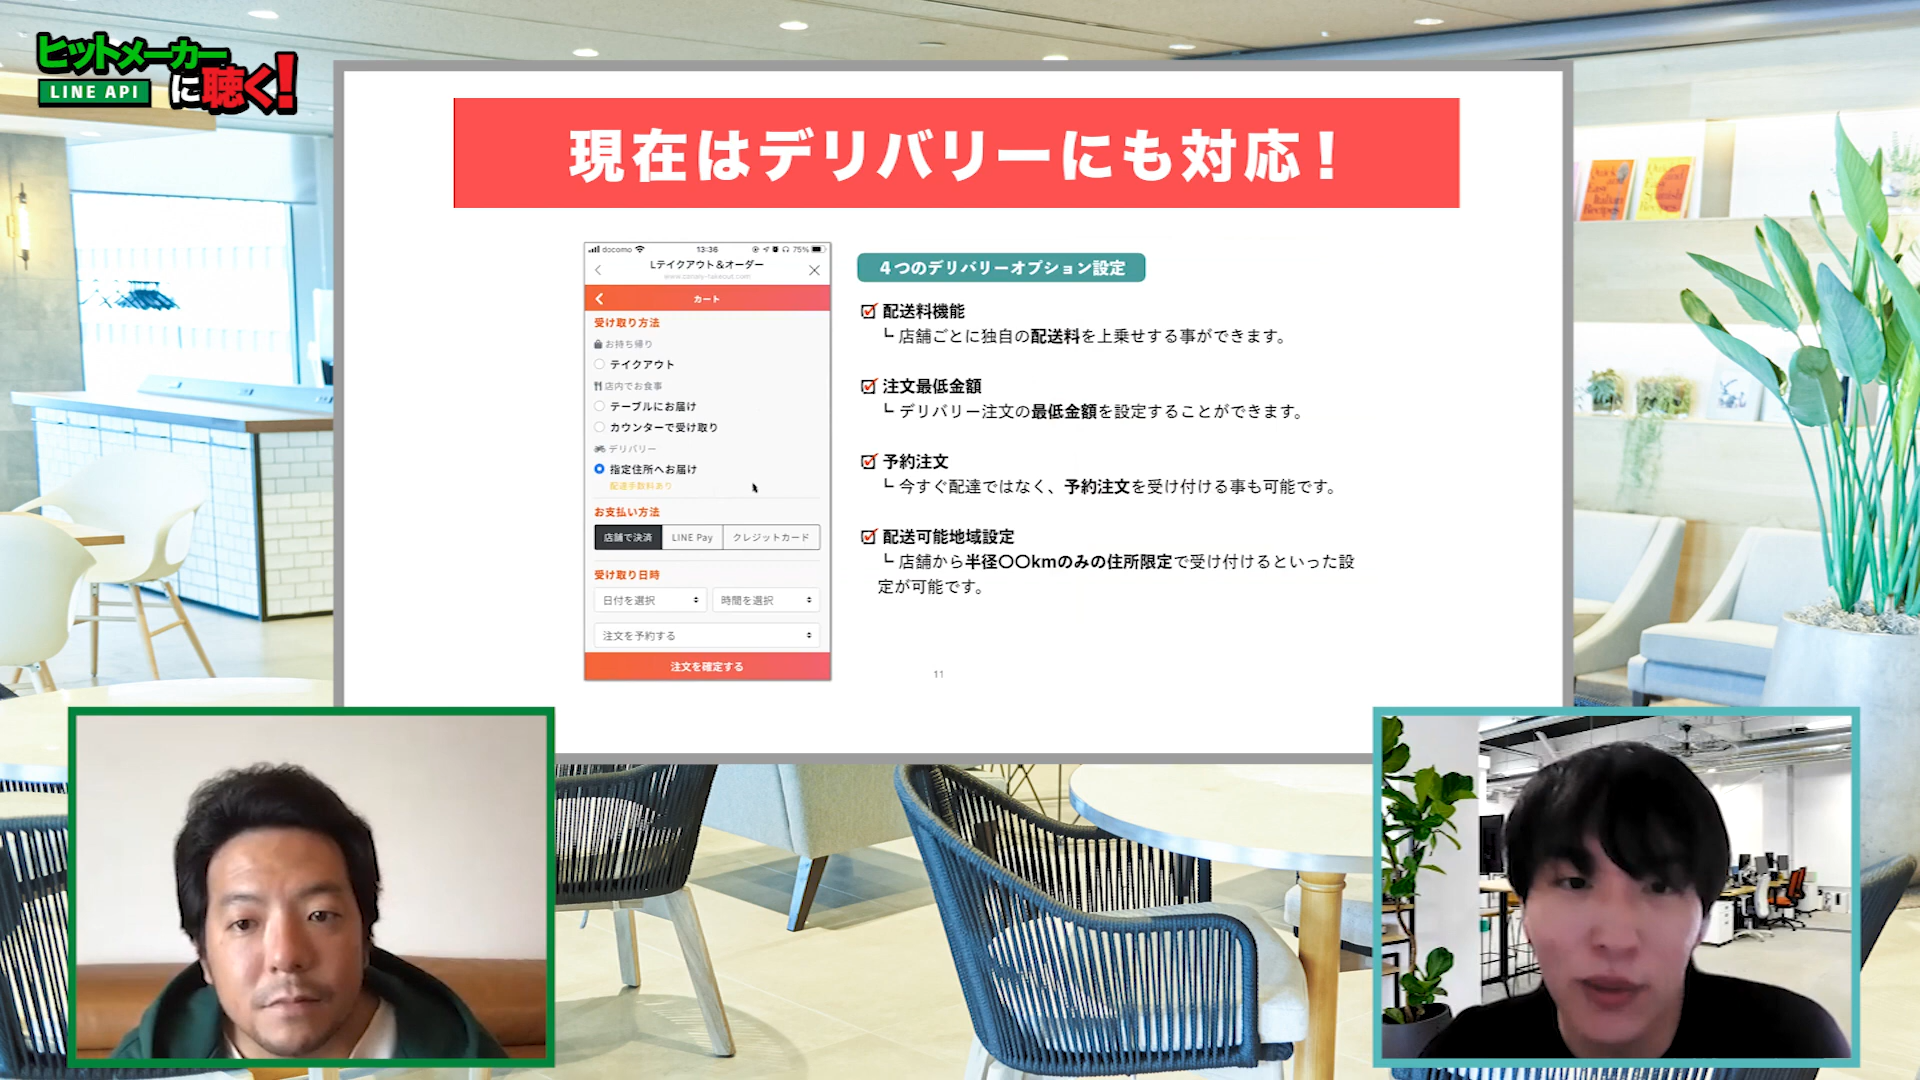 ヒットメーカー
LINE API
に聴く!
現在はデリバリーにも対応!
docomo
13:36
75%
Lテイクアウト&オーダー
カート
受け取り方法
お持ち帰り
テイクアウト
店内でお食事
テーブルにお届け
カウンターで受け取り
デリバリー
指定住所へお届け
配達手数料あり
お支払い方法
店舗で決済
LINE Pay
クレジットカード
受け取り日時
日付を選択
時間を選択
注文を予約する
注文を確定する
4つのデリバリーオプション設定
配送料機能
┗ 店舗ごとに独自の配送料を上乗せする事ができます。
注文最低金額
┗ デリバリー注文の最低金額を設定することができます。
予約注文
┗ 今すぐ配達ではなく、予約注文を受け付ける事も可能です。
配送可能地域設定
┗ 店舗から半径〇〇kmのみの住所限定で受け付けるといった設
定が可能です。
11